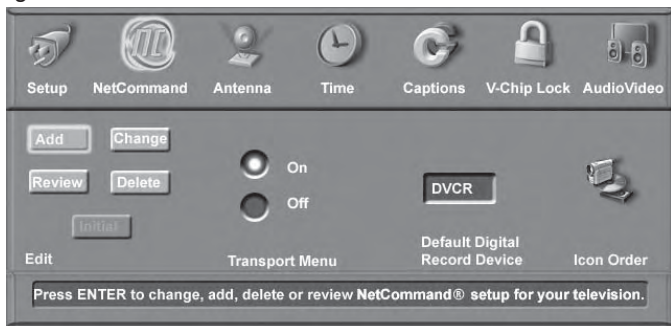 Setup NetCommand Antenna Time Captions V-Chip Lock AudioVideo
Add Change
Review Delete
Initial
Edit
On
Off
Transport Menu
DVCR
Default Digital
Record Device
Icon Order
Press ENTER to change, add, delete or review NetCommand® setup for your television.